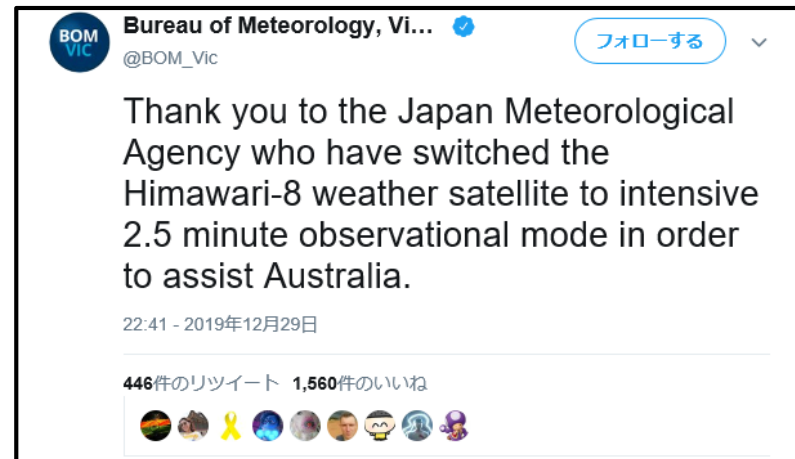 BOM
VIC
Bureau of Meteorology, Vi...
フォローする
@BOM_Vic
Thank you to the Japan Meteorological
Agency who have switched the
Himawari-8 weather satellite to intensive
2.5 minute observational mode in order
to assist Australia.
22:41 - 2019年12月29日
446件のリツイート 1,560件のいいね